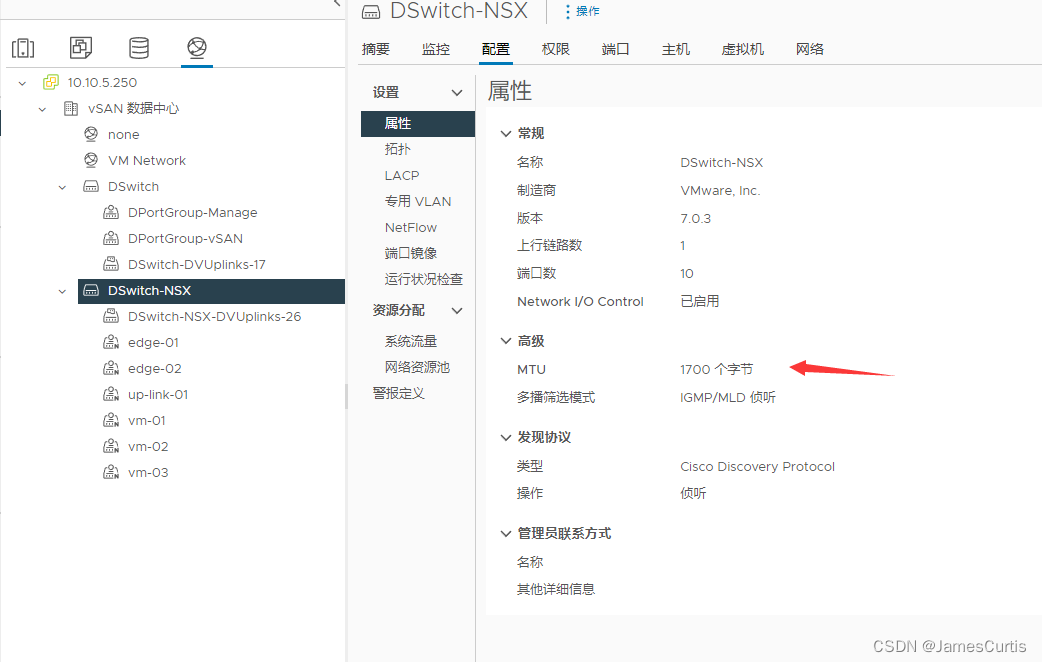 DSwitch-NSX
操作
摘要 监控 配置 权限 端口 主机 虚拟机 网络
10.10.5.250
vSAN 数据中心
none
VM Network
DSwitch
DPortGroup-Manage
DPortGroup-vSAN
DSwitch-DVUplinks-17
DSwitch-NSX
DSwitch-NSX-DVUplinks-26
edge-01
edge-02
up-link-01
vm-01
vm-02
vm-03
设置
属性
拓扑
LACP
专用 VLAN
NetFlow
端口镜像
运行状况检查
资源分配
系统流量
网络资源池
警报定义
属性
常规
名称 DSwitch-NSX
制造商 VMware, Inc.
版本 7.0.3
上行链路数 1
端口数 10
Network I/O Control 已启用
高级
MTU 1700 个字节
多播筛选模式 IGMP/MLD 侦听
发现协议
类型 Cisco Discovery Protocol
操作 侦听
管理员联系方式
名称
其他详细信息
CSDN @JamesCurtis